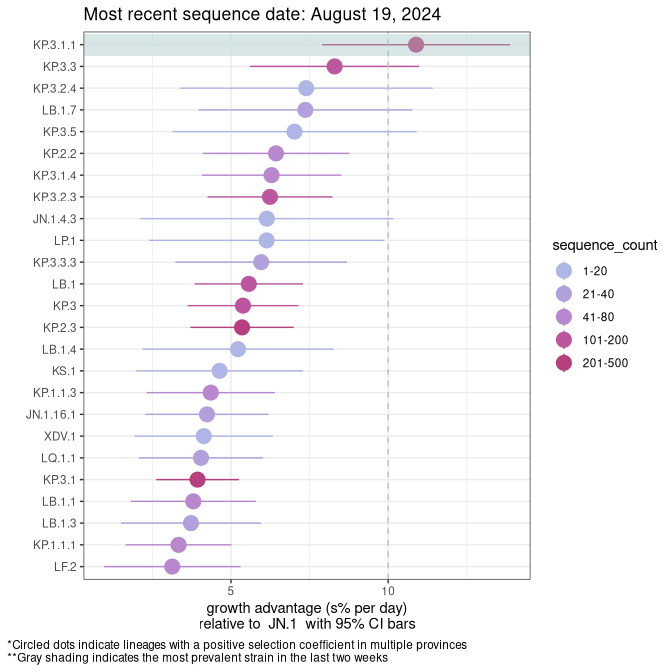 Most recent sequence date: August 19, 2024
KP.3.1.1
KP.3.3
KP.3.2.4
LB.1.7
KP.3.5
KP.2.2
KP.3.1.4
KP.3.2.3
JN.1.4.3
LP.1
KP.3.3.3
LB.1
KP.3
KP.2.3
LB.1.4
KS.1
KP.1.1.3
JN.1.16.1
XDV.1
LQ.1.1
KP.3.1
LB.1.1
LB.1.3
KP.1.1.1
LF.2
5 10
growth advantage (s% per day)
relative to JN.1 with 95% CI bars
sequence_count
1-20
21-40
41-80
101-200
201-500
*Circled dots indicate lineages with a positive selection coefficient in multiple provinces
**Gray shading indicates the most prevalent strain in the last two weeks